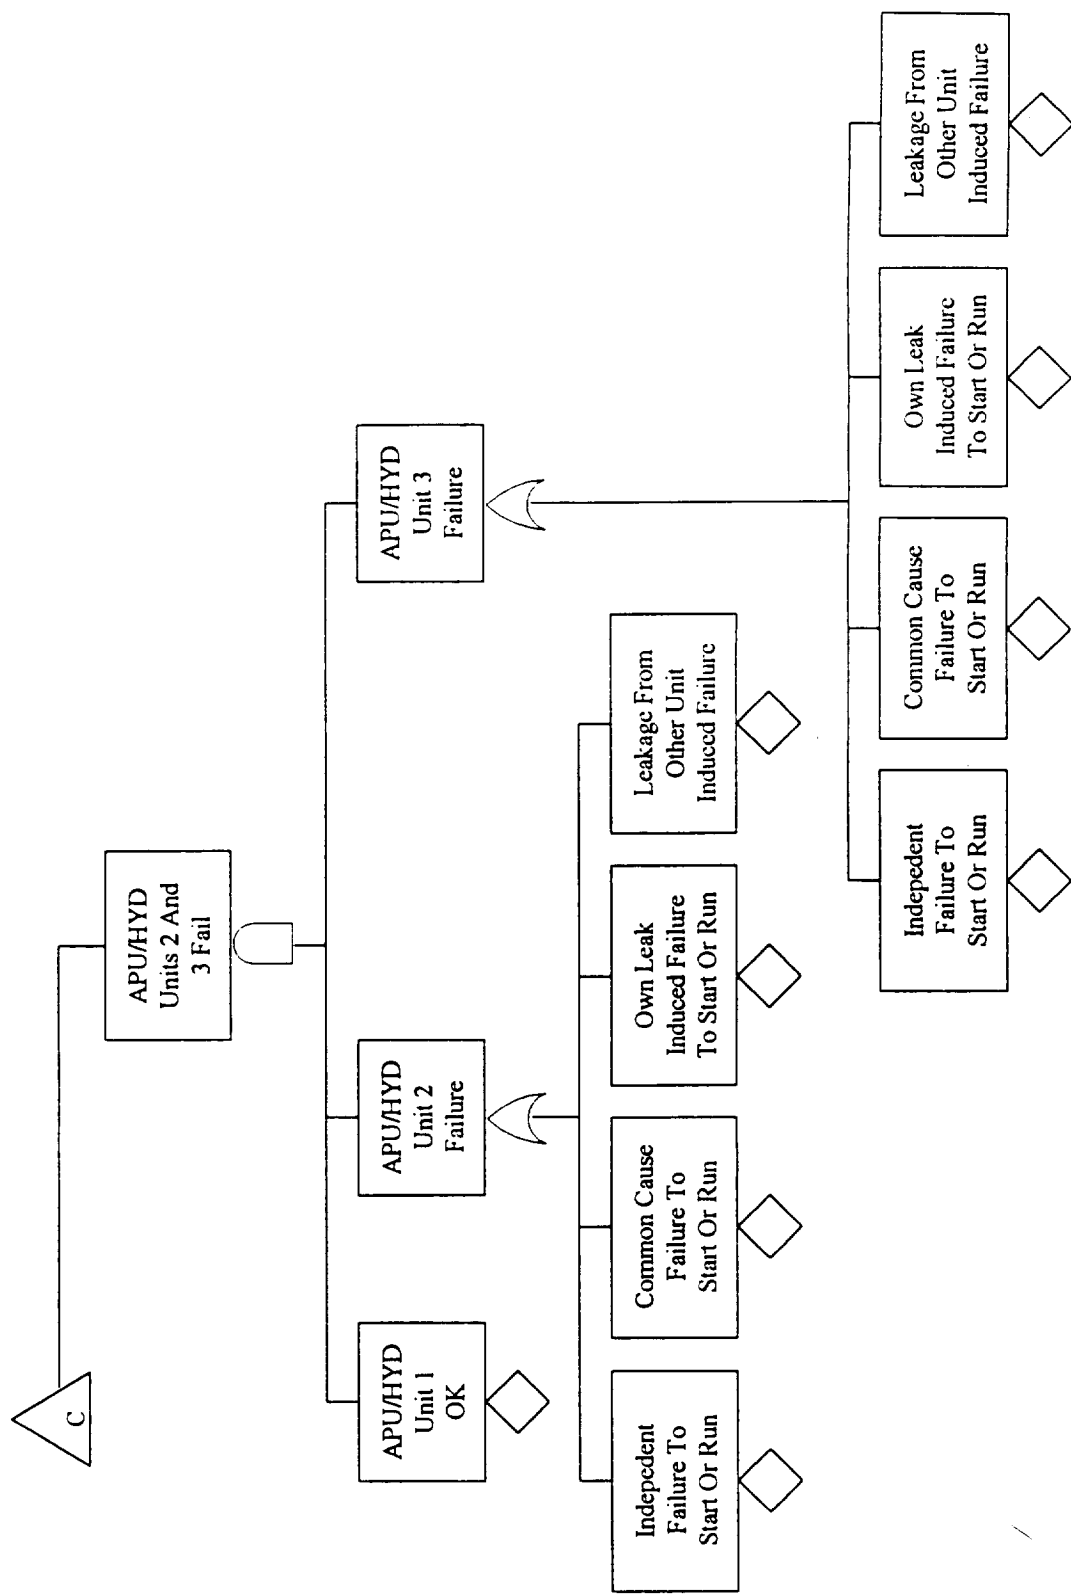 C
APU/HYD
Units 2 And
3 Fail
APU/HYD
Unit 1
OK
APU/HYD
Unit 2
Failure
APU/HYD
Unit 3
Failure
Indepedent
Failure To
Start Or Run
Common Cause
Failure To
Start Or Run
Own Leak
Induced Failure
To Start Or Run
Leakage From
Other Unit
Induced Failure
Indepedent
Failure To
Start Or Run
Common Cause
Failure To
Start Or Run
Own Leak
Induced Failure
To Start Or Run
Leakage From
Other Unit
Induced Failure